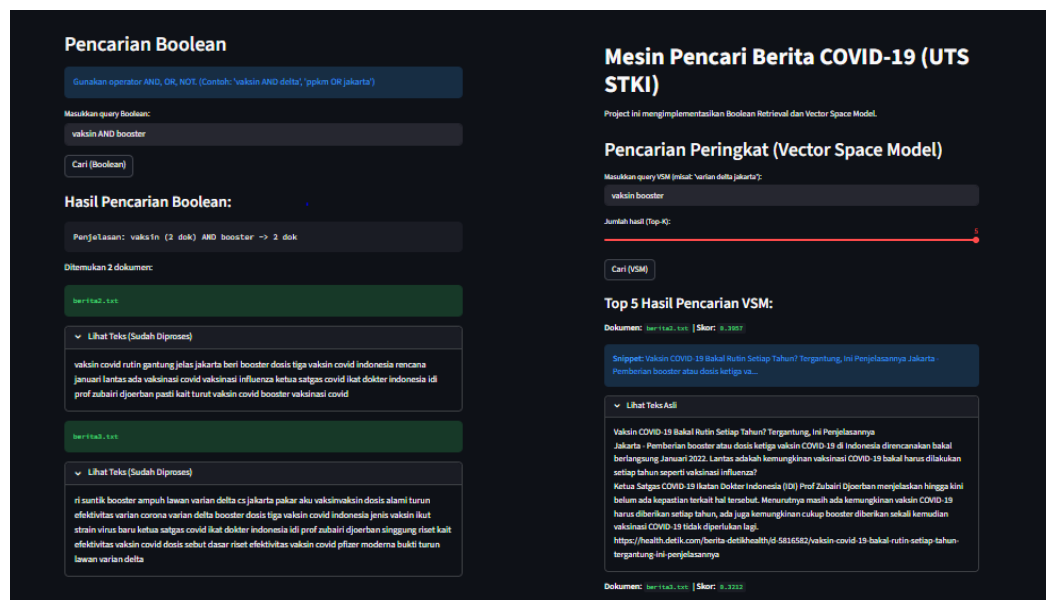 Pencarian Boolean
Gunakan operator AND, OR, NOT. (Contoh: 'vaksin AND delta', 'ppkm OR jakarta')
Masukkan query Boolean:
vaksin AND booster
Cari (Boolean)
Hasil Pencarian Boolean:
Penjelasan: vaksin (2 dok) AND booster -> 2 dok
Ditemukan 2 dokumen:
berita2.txt
Lihat Teks (Sudah Diproses)
vaksin covid rutin gantung jelas jakarta beri booster dosis tiga vaksin covid indonesia rencana
januari lantas ada vaksinasi covid vaksinasi influenza ketua satgas covid ikat dokter indonesia idi
prof zubairi djoerban pasti kait turut vaksin covid booster vaksinasi covid
berita3.txt
Lihat Teks (Sudah Diproses)
ri suntik booster ampuh lawan varian delta cs jakarta pakar aku vaksinvaksin dosis alami turun
efektivitas varian corona varian delta booster dosis tiga vaksin covid indonesia jenis vaksin ikut
strain virus baru ketua satgas covid ikat dokter indonesia idi prof zubairi djoerban singgung riset kait
efektivitas vaksin covid dosis sebut dasar riset efektivitas vaksin covid pfizer moderna bukti turun
lawan varian delta
Mesin Pencari Berita COVID-19 (UTS
STKI)
Project ini mengimplementasikan Boolean Retrieval dan Vector Space Model.
Pencarian Peringkat (Vector Space Model)
Masukkan query VSM (misal: 'varian delta jakarta'):
vaksin booster
Jumlah hasil (Top-K):
5
Cari (VSM)
Top 5 Hasil Pencarian VSM:
Dokumen: berita2.txt | Skor: 0.3957
Snippet: Vaksin COVID-19 Bakal Rutin Setiap Tahun? Tergantung, Ini Penjelasannya Jakarta -
Pemberian booster atau dosis ketiga va...
Lihat Teks Asli
Vaksin COVID-19 Bakal Rutin Setiap Tahun? Tergantung, Ini Penjelasannya
Jakarta - Pemberian booster atau dosis ketiga vaksin COVID-19 di Indonesia direncanakan bakal
berlangsung Januari 2022. Lantas adakah kemungkinan vaksinasi COVID-19 bakal harus dilakukan
setiap tahun seperti vaksinasi influenza?
Ketua Satgas COVID-19 Ikatan Dokter Indonesia (IDI) Prof Zubairi Djoerban menjelaskan hingga kini
belum ada kepastian terkait hal tersebut. Menurutnya masih ada kemungkinan vaksin COVID-19
harus diberikan setiap tahun, ada juga kemungkinan cukup booster diberikan sekali kemudian
vaksinasi COVID-19 tidak diperlukan lagi.
https://health.detik.com/berita-detikhealth/d-5816582/vaksin-covid-19-bakal-rutin-setiap-tahun-
tergantung-ini-penjelasannya
Dokumen: berita3.txt | Skor: 0.3212